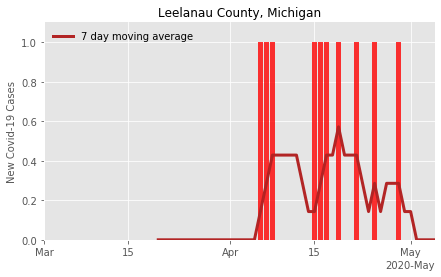 Leelanau County, Michigan
7 day moving average
New Covid-19 Cases
1.0
0.8
0.6
0.4
0.2
0.0
Mar 15 Apr 15 May
2020-May